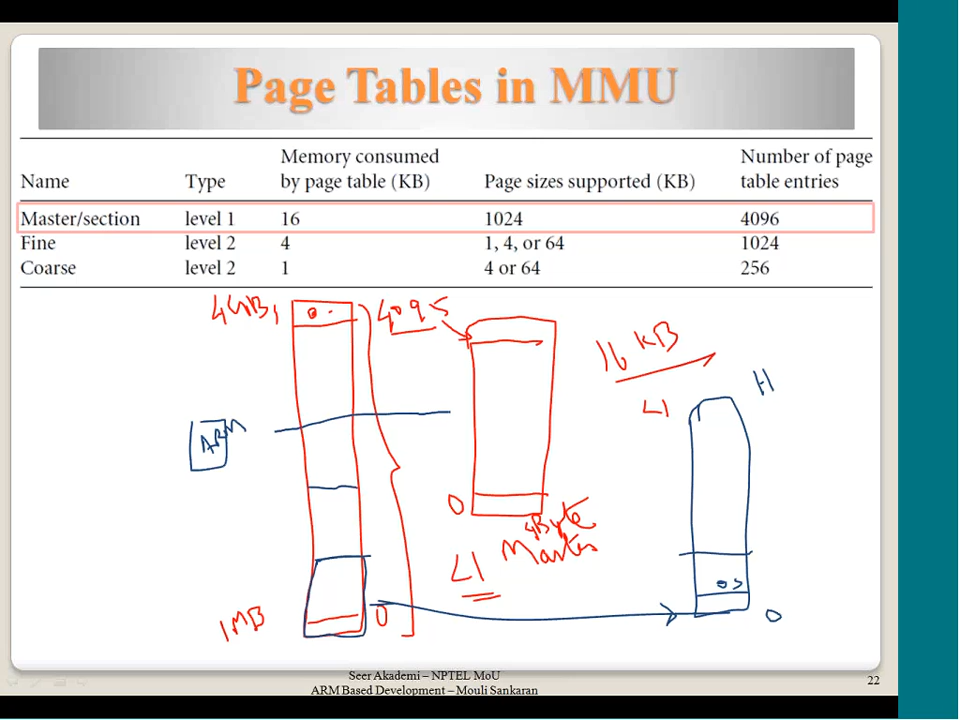 Page Tables in MMU
Memory consumed Number of page
Name Type by page table (KB) Page sizes supported (KB) table entries
Master/section level 1 16 1024 4096
Fine level 2 4 1, 4, or 64 1024
Coarse level 2 1 4 or 64 256
4GB, 4095
16 KB
H
L1
ARM
0
4Byte
Master
L1
1MB 0
0
Seer Akademi – NPTEL MoU
ARM Based Development – Mouli Sankaran
22